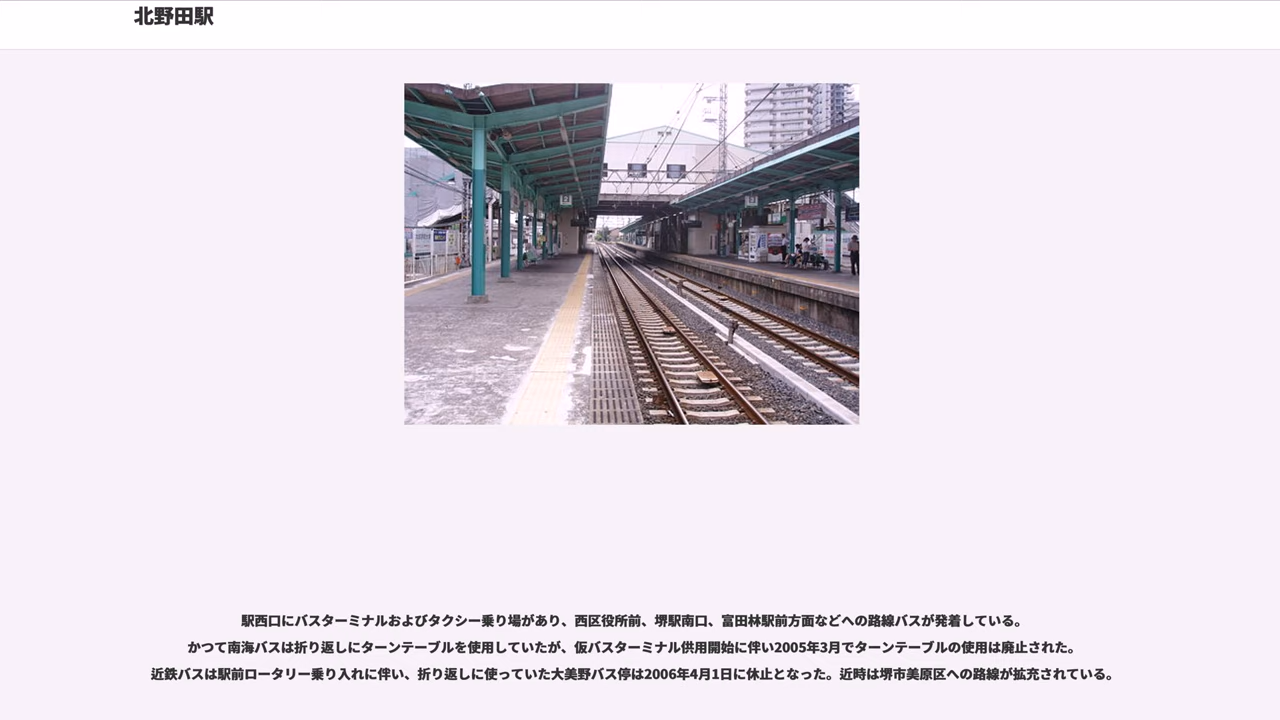 北野田駅
駅西口にバスターミナルおよびタクシー乗り場があり、西区役所前、堺駅南口、富田林駅前方面などへの路線バスが発着している。
かつて南海バスは折り返しにターンテーブルを使用していたが、仮バスターミナル供用開始に伴い2005年3月でターンテーブルの使用は廃止された。
近鉄バスは駅前ロータリー乗り入れに伴い、折り返しに使っていた大美野バス停は2006年4月1日に休止となった。近時は堺市美原区への路線が拡充されている。